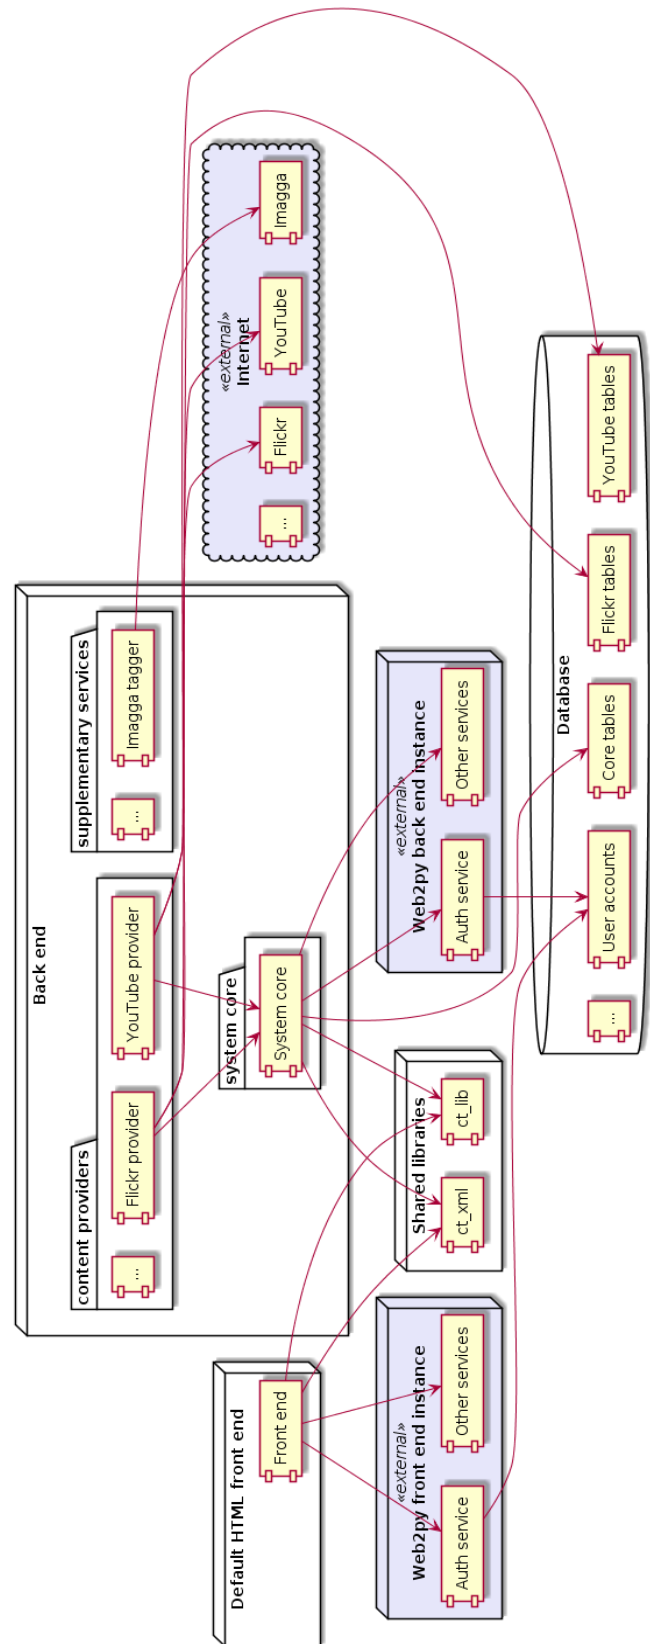 Default HTML front end
Front end
Back end
content providers
...
Flickr provider
YouTube provider
supplementary services
...
Imagga tagger
system core
System core
«external»
Internet
...
Flickr
YouTube
Imagga
«external»
Web2py front end instance
Auth service
Other services
Shared libraries
ct_xml
ct_lib
«external»
Web2py back end instance
Auth service
Other services
Database
...
User accounts
Core tables
Flickr tables
YouTube tables